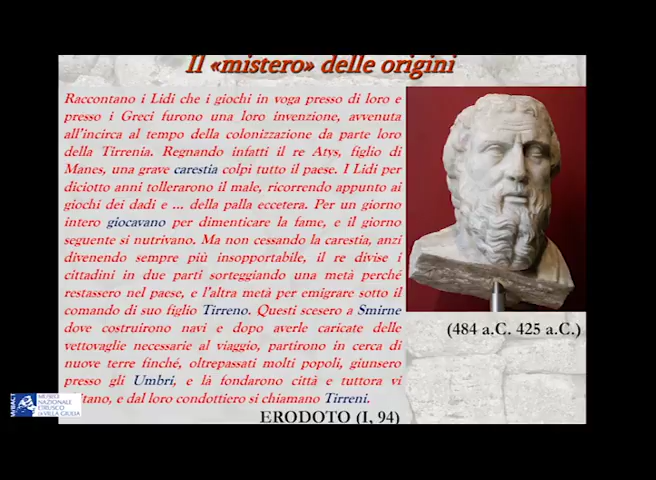 Il «mistero» delle origini
Raccontano i Lidi che i giochi in voga presso di loro e
presso i Greci furono una loro invenzione, avvenuta
all'incirca al tempo della colonizzazione da parte loro
della Tirrenia. Regnando infatti il re Atys, figlio di
Manes, una grave carestia colpì tutto il paese. I Lidi per
diciotto anni tollerarono il male, ricorrendo appunto ai
giochi dei dadi e ... della palla eccetera. Per un giorno
intero giocavano per dimenticare la fame, e il giorno
seguente si nutrivano. Ma non cessando la carestia, anzi
divenendo sempre più insopportabile, il re divise i
cittadini in due parti sorteggiando una metà perché
restassero nel paese, e l'altra metà per emigrare sotto il
comando di suo figlio Tirreno. Questi scesero a Smirne
dove costruirono navi e dopo averle caricate delle
vettovaglie necessarie al viaggio, partirono in cerca di
nuove terre finché, oltrepassati molti popoli, giunsero
presso gli Umbri, e là fondarono città e tuttora vi
e dal loro condottiero si chiamano Tirreni.
ERODOTO (I, 94)
(484 a.C. 425 a.C.)
MiBACT
MUSEO
NAZIONALE
ETRUSCO
DI VILLA GIULIA